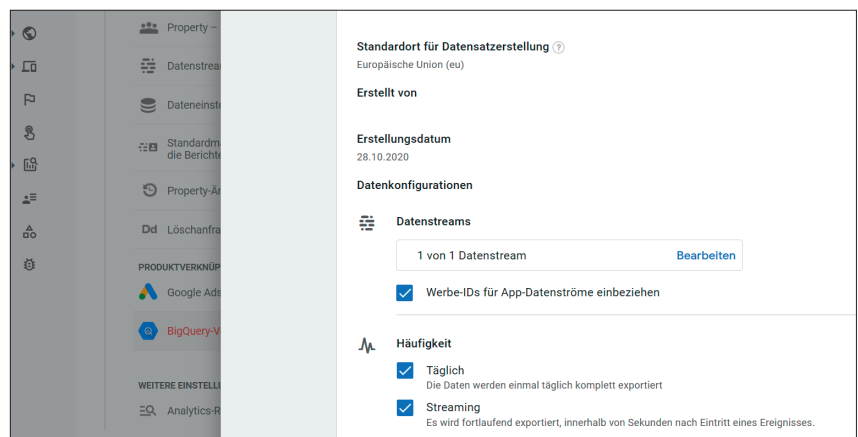 Property –
Datenstrea
Dateneinste
Standardm
die Berichte
Property-Är
Dd Löschanfra
PRODUKTVERKNÜP
Google Ads
BigQuery-V
WEITERE EINSTELLU
Analytics-R
Standardort für Datensatzerstellung ?
Europäische Union (eu)
Erstellt von
Erstellungsdatum
28.10.2020
Datenkonfigurationen
Datenstreams
1 von 1 Datenstream Bearbeiten
Werbe-IDs für App-Datenströme einbeziehen
Häufigkeit
Täglich
Die Daten werden einmal täglich komplett exportiert
Streaming
Es wird fortlaufend exportiert, innerhalb von Sekunden nach Eintritt eines Ereignisses.